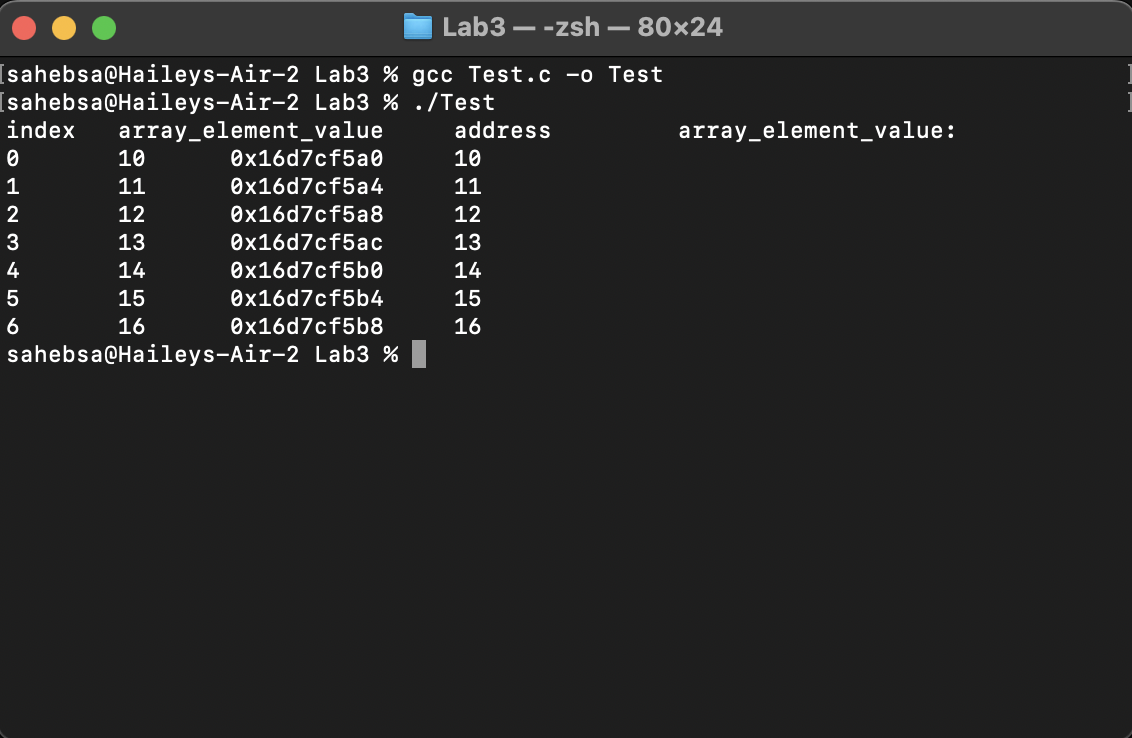 Lab3 — -zsh — 80×24
[sahebsa@Haileys-Air-2 Lab3 % gcc Test.c -o Test ]
[sahebsa@Haileys-Air-2 Lab3 % ./Test ]
index   array_element_value     address         array_element_value:
0       10      0x16d7cf5a0     10
1       11      0x16d7cf5a4     11
2       12      0x16d7cf5a8     12
3       13      0x16d7cf5ac     13
4       14      0x16d7cf5b0     14
5       15      0x16d7cf5b4     15
6       16      0x16d7cf5b8     16
sahebsa@Haileys-Air-2 Lab3 %